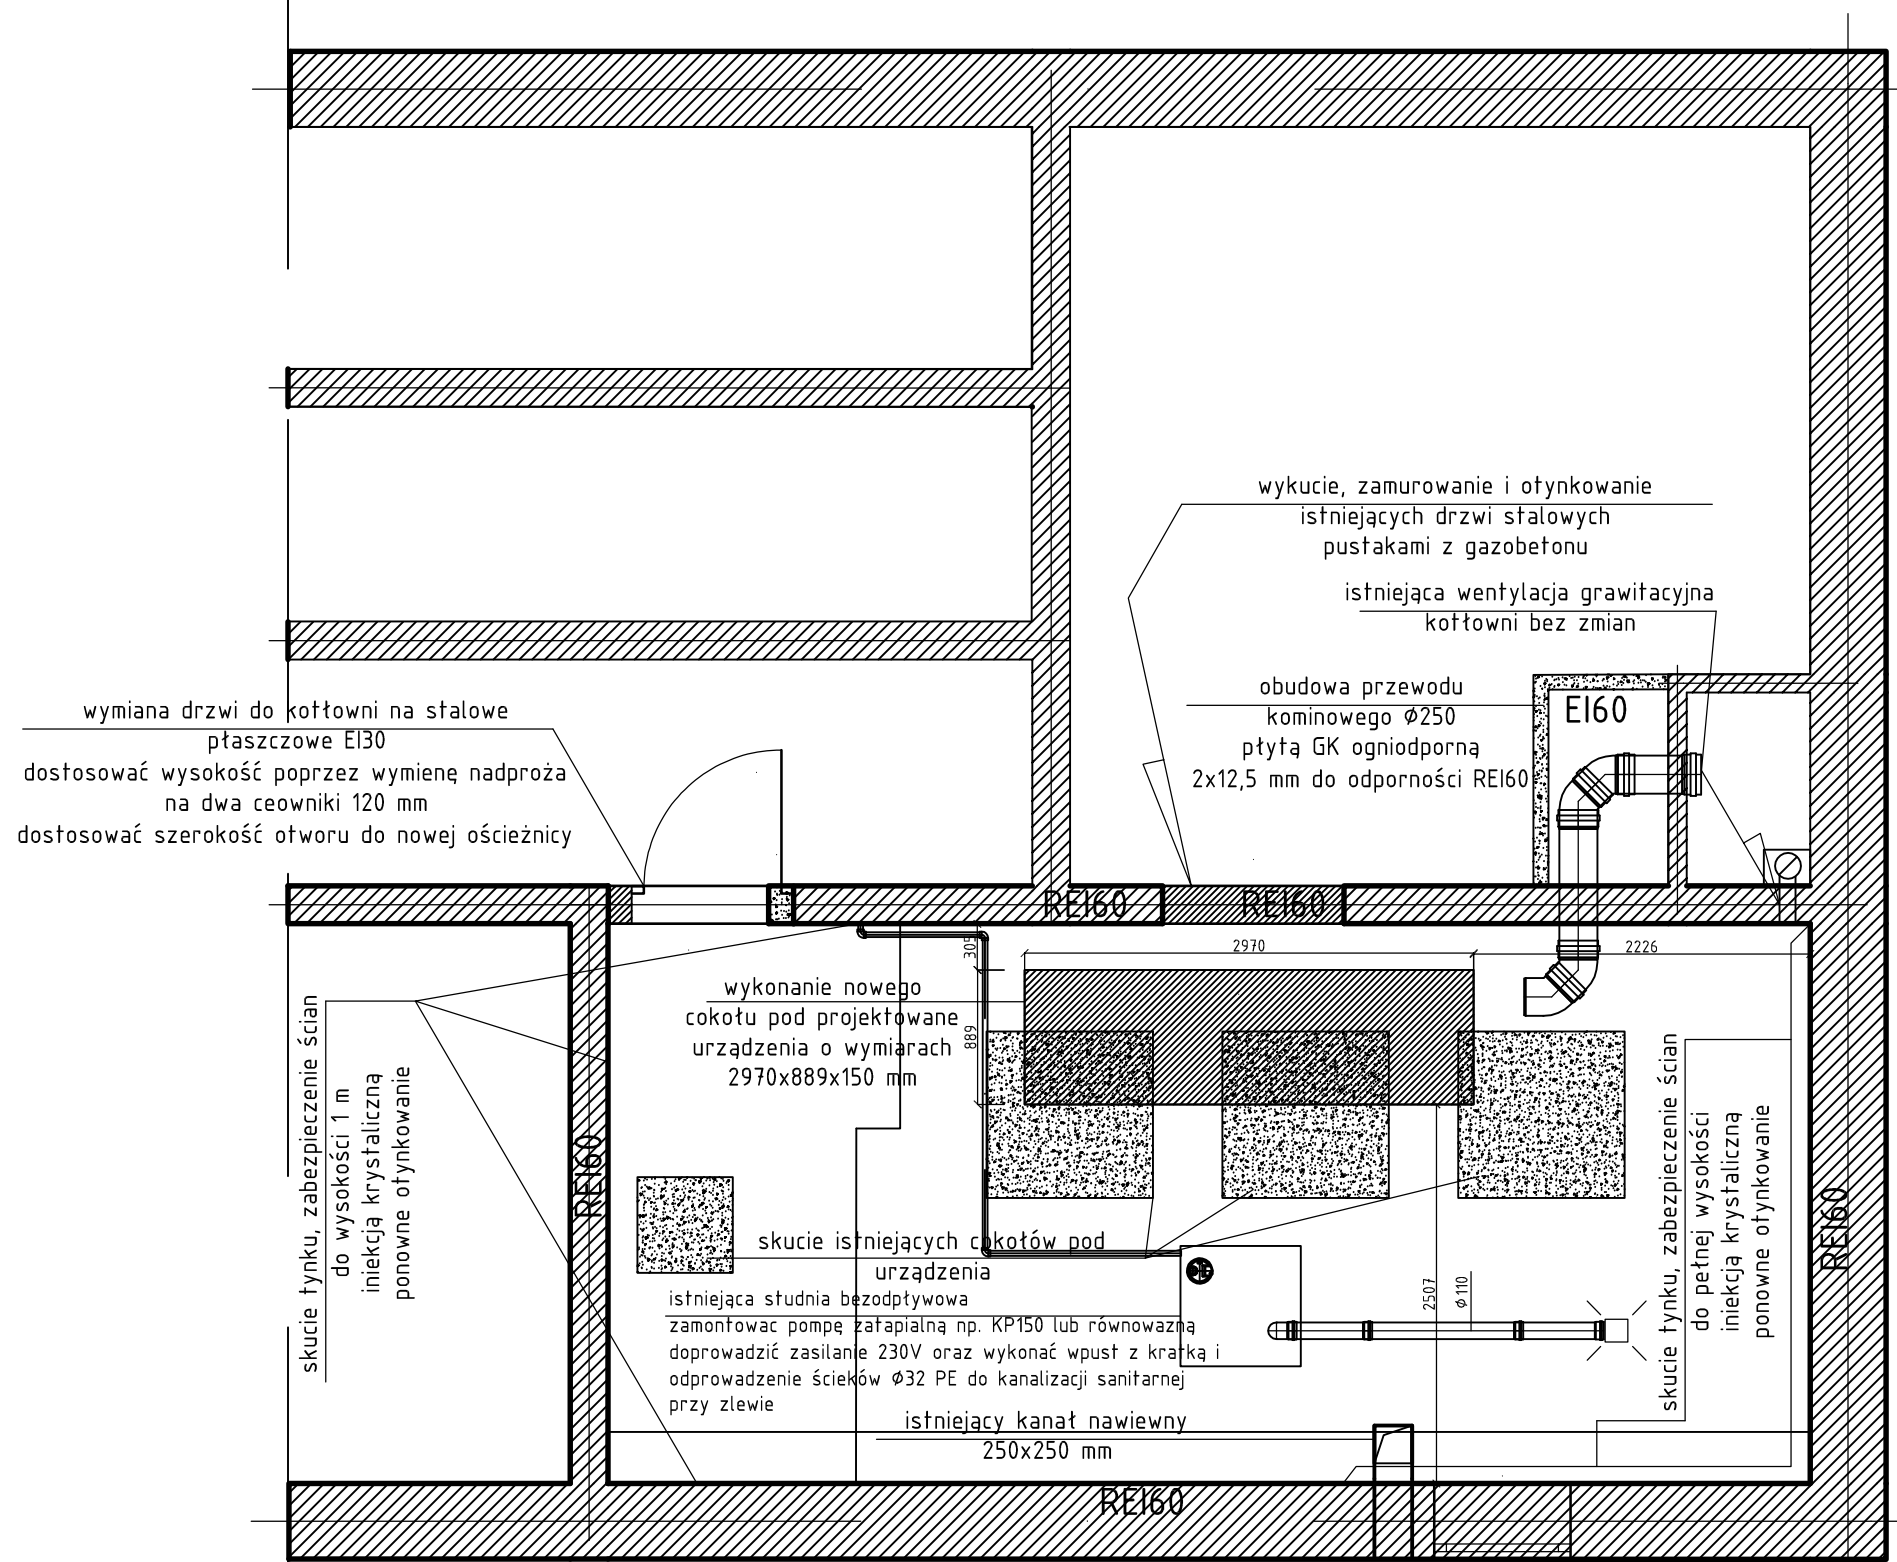 wykucie, zamurowanie i otynkowanie
istniejących drzwi stalowych
pustakami z gazobetonu
istniejąca wentylacja grawitacyjna
kotłowni bez zmian
obudowa przewodu
kominowego Ø250
płytą GK ogniodporną
2x12,5 mm do odporności REI60
EI60
wymiana drzwi do kotłowni na stalowe
płaszczowe EI30
dostosować wysokość poprzez wymienę nadproża
na dwa ceowniki 120 mm
dostosować szerokość otworu do nowej ościeżnicy
REI60
REI60
305
2970
2226
889
wykonanie nowego
cokołu pod projektowane
urządzenia o wymiarach
2970x889x150 mm
skucie tynku, zabezpieczenie ścian
do wysokości 1 m
iniekcją krystaliczną
ponowne otynkowanie
REI60
skucie istniejących cokołów pod
urządzenia
istniejąca studnia bezodpływowa
zamontowac pompę zatapialną np. KP150 lub równowazną
doprowadzić zasilanie 230V oraz wykonać wpust z kratką i
odprowadzenie ścieków Ø32 PE do kanalizacji sanitarnej
przy zlewie
2507
Ø110
skucie tynku, zabezpieczenie ścian
do pełnej wysokości
iniekcją krystaliczną
ponowne otynkowanie
REI60
istniejący kanał nawiewny
250x250 mm
REI60